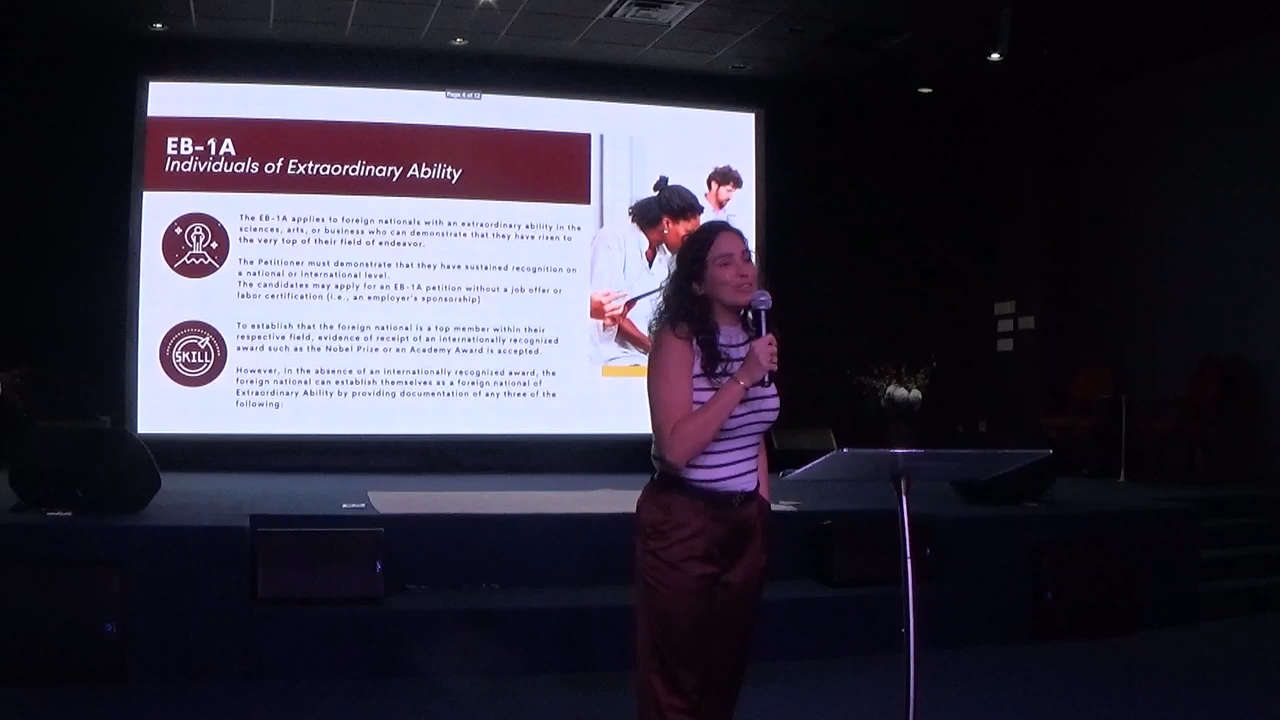 Page 4 of 12
EB-1A
Individuals of Extraordinary Ability
The EB-1A applies to foreign nationals with an extraordinary ability in the
sciences, arts, or business who can demonstrate that they have risen to
the very top of their field of endeavor.
The Petitioner must demonstrate that they have sustained recognition on
a national or international level.
The candidates may apply for an EB-1A petition without a job offer or
labor certification (i.e., an employer's sponsorship)
SKILL
To establish that the foreign national is a top member within their
respective field, evidence of receipt of an internationally recognized
award such as the Nobel Prize or an Academy Award is accepted.
However, in the absence of an internationally recognized award, the
foreign national can establish themselves as a foreign national of
Extraordinary Ability by providing documentation of any three of the
following: